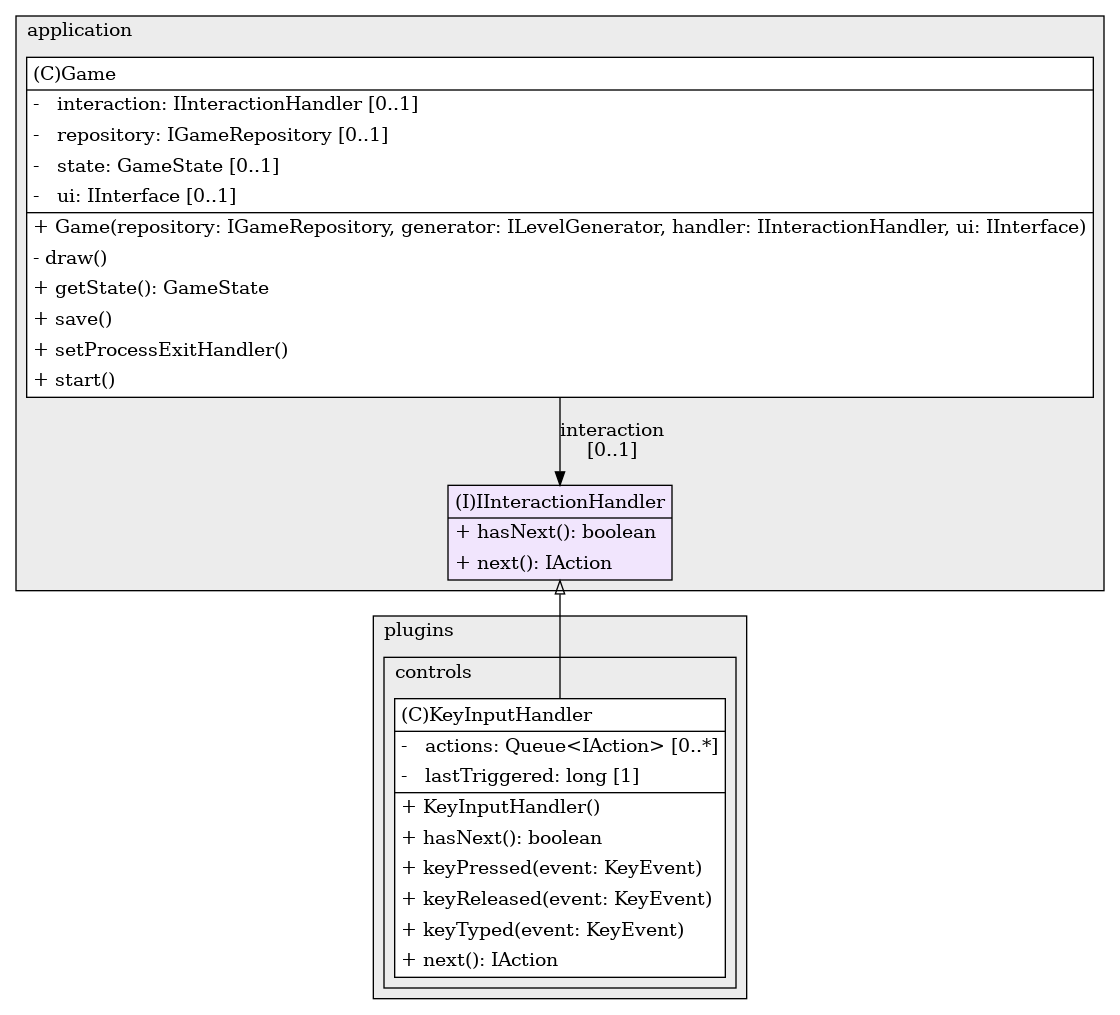 application
(C)Game
-   interaction: IInteractionHandler [0..1]
-   repository: IGameRepository [0..1]
-   state: GameState [0..1]
-   ui: IInterface [0..1]
+ Game(repository: IGameRepository, generator: ILevelGenerator, handler: IInteractionHandler, ui: IInterface)
- draw()
+ getState(): GameState
+ save()
+ setProcessExitHandler()
+ start()
interaction
[0..1]
(I)IInteractionHandler
+ hasNext(): boolean
+ next(): IAction
plugins
controls
(C)KeyInputHandler
-   actions: Queue<IAction> [0..*]
-   lastTriggered: long [1]
+ KeyInputHandler()
+ hasNext(): boolean
+ keyPressed(event: KeyEvent)
+ keyReleased(event: KeyEvent)
+ keyTyped(event: KeyEvent)
+ next(): IAction